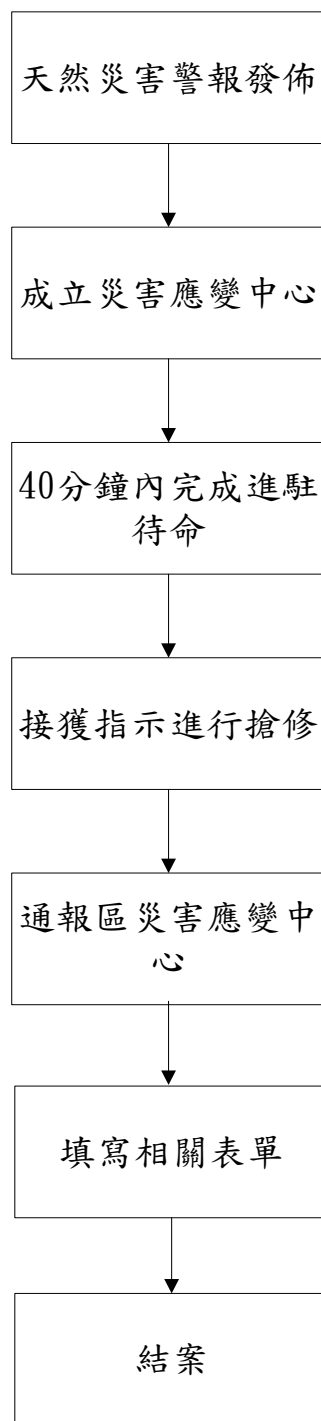 天然災害警報發佈
成立災害應變中心
40分鐘內完成進駐
待命
接獲指示進行搶修
通報區災害應變中
心
填寫相關表單
結案